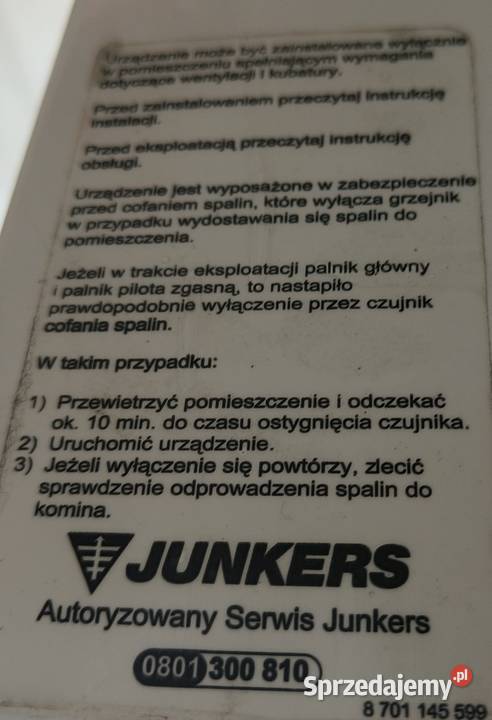 Urządzenie może być zainstalowane wyłącznie
w pomieszczeniu spełniającym wymagania
dotyczące wentylacji i kubatury.
Przed zainstalowaniem przeczytaj instrukcję
instalacji.
Przed eksploatacją przeczytaj instrukcję
obsługi.
Urządzenie jest wyposażone w zabezpieczenie
przed cofaniem spalin, które wyłącza grzejnik
w przypadku wydostawania się spalin do
pomieszczenia.
Jeżeli w trakcie eksploatacji palnik główny
i palnik pilota zgasną, to nastąpiło
prawdopodobnie wyłączenie przez czujnik
cofania spalin.
W takim przypadku:
1) Przewietrzyć pomieszczenie i odczekać
ok. 10 min. do czasu ostygnięcia czujnika.
2) Uruchomić urządzenie.
3) Jeżeli wyłączenie się powtórzy, zlecić
sprawdzenie odprowadzenia spalin do
komina.
JUNKERS
Autoryzowany Serwis Junkers
0801 300 810
Sprzedajemy.pl
8 701 145 599